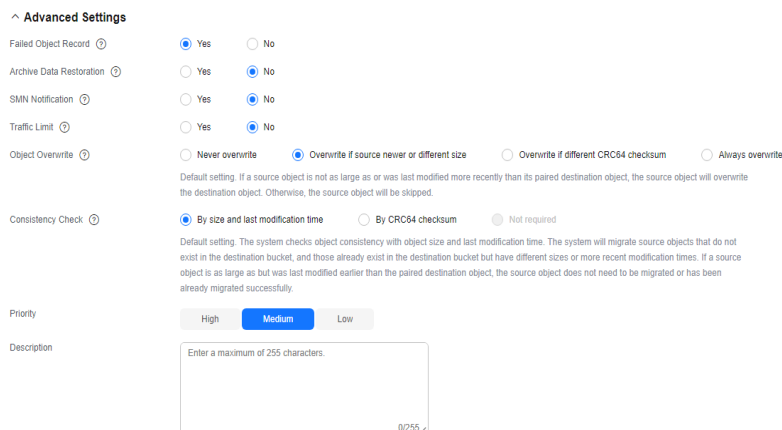 Advanced Settings
Failed Object Record ? Yes No
Archive Data Restoration ? Yes No
SMN Notification ? Yes No
Traffic Limit ? Yes No
Object Overwrite ? Never overwrite Overwrite if source newer or different size Overwrite if different CRC64 checksum Always overwrite
Default setting. If a source object is not as large as or was last modified more recently than its paired destination object, the source object will overwrite
the destination object. Otherwise, the source object will be skipped.
Consistency Check ? By size and last modification time By CRC64 checksum Not required
Default setting. The system checks object consistency with object size and last modification time. The system will migrate source objects that do not
exist in the destination bucket, and those already exist in the destination bucket but have different sizes or more recent modification times. If a source
object is as large as but was last modified earlier than the paired destination object, the source object does not need to be migrated or has been
already migrated successfully.
Priority High Medium Low
Description Enter a maximum of 255 characters.
0/255